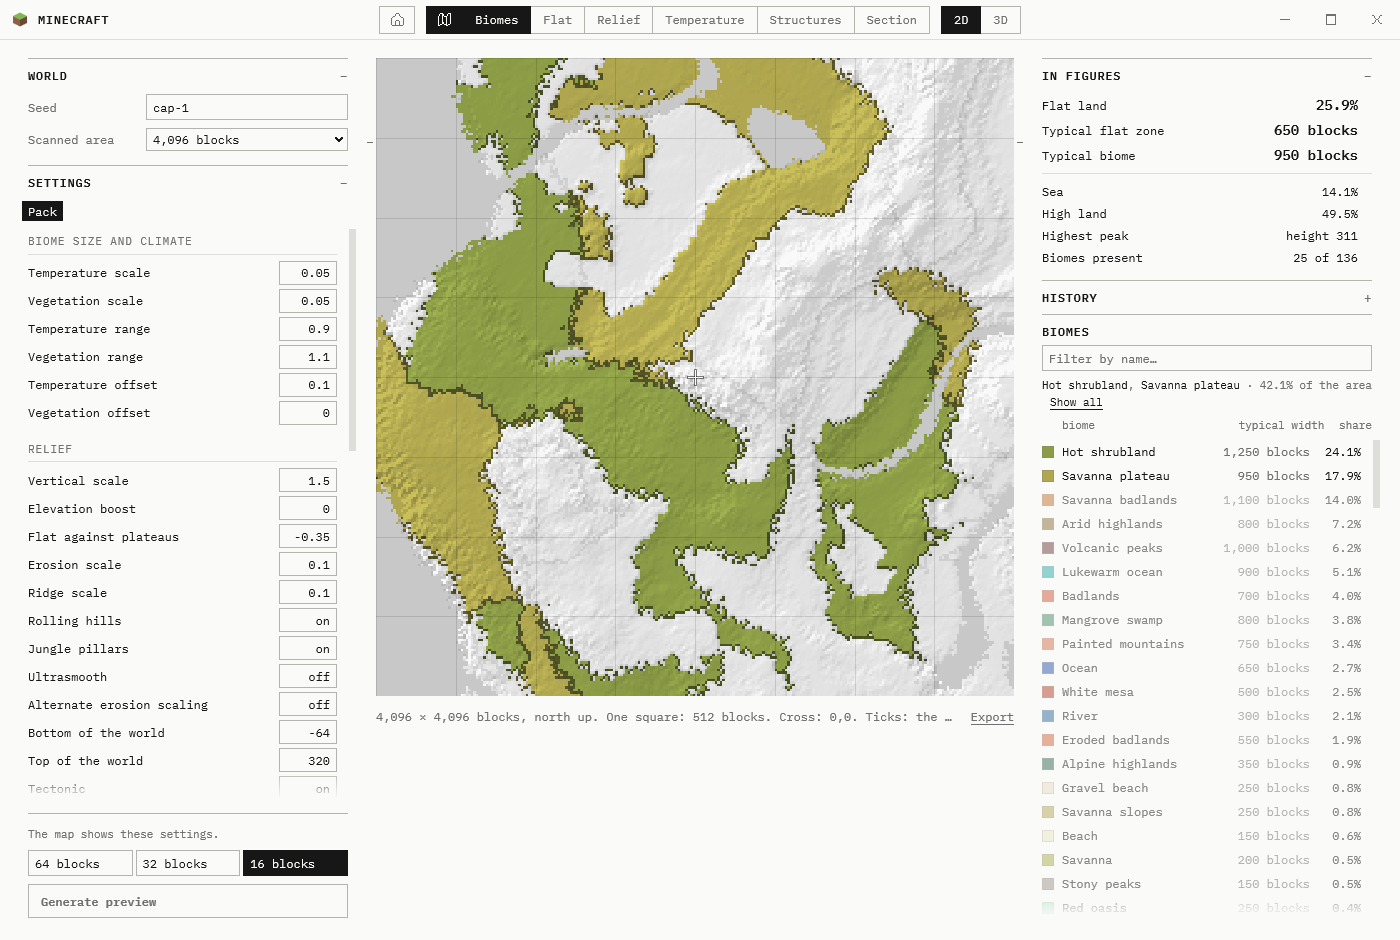 MINECRAFT
Biomes
Flat
Relief
Temperature
Structures
Section
2D
3D
WORLD −
Seed cap-1
Scanned area 4,096 blocks
SETTINGS −
Pack
BIOME SIZE AND CLIMATE
Temperature scale 0.05
Vegetation scale 0.05
Temperature range 0.9
Vegetation range 1.1
Temperature offset 0.1
Vegetation offset 0
RELIEF
Vertical scale 1.5
Elevation boost 0
Flat against plateaus -0.35
Erosion scale 0.1
Ridge scale 0.1
Rolling hills on
Jungle pillars on
Ultrasmooth off
Alternate erosion scaling off
Bottom of the world -64
Top of the world 320
Tectonic on
The map shows these settings.
64 blocks
32 blocks
16 blocks
Generate preview
4,096 × 4,096 blocks, north up. One square: 512 blocks. Cross: 0,0. Ticks: the …
Export
IN FIGURES −
Flat land 25.9%
Typical flat zone 650 blocks
Typical biome 950 blocks
Sea 14.1%
High land 49.5%
Highest peak height 311
Biomes present 25 of 136
HISTORY +
BIOMES
Filter by name…
Hot shrubland, Savanna plateau · 42.1% of the area
Show all
biome typical width share
Hot shrubland 1,250 blocks 24.1%
Savanna plateau 950 blocks 17.9%
Savanna badlands 1,100 blocks 14.0%
Arid highlands 800 blocks 7.2%
Volcanic peaks 1,000 blocks 6.2%
Lukewarm ocean 900 blocks 5.1%
Badlands 700 blocks 4.0%
Mangrove swamp 800 blocks 3.8%
Painted mountains 750 blocks 3.4%
Ocean 650 blocks 2.7%
White mesa 500 blocks 2.5%
River 300 blocks 2.1%
Eroded badlands 550 blocks 1.9%
Alpine highlands 350 blocks 0.9%
Gravel beach 250 blocks 0.8%
Savanna slopes 250 blocks 0.8%
Beach 150 blocks 0.6%
Savanna 200 blocks 0.5%
Stony peaks 150 blocks 0.5%
Red oasis 250 blocks 0.4%